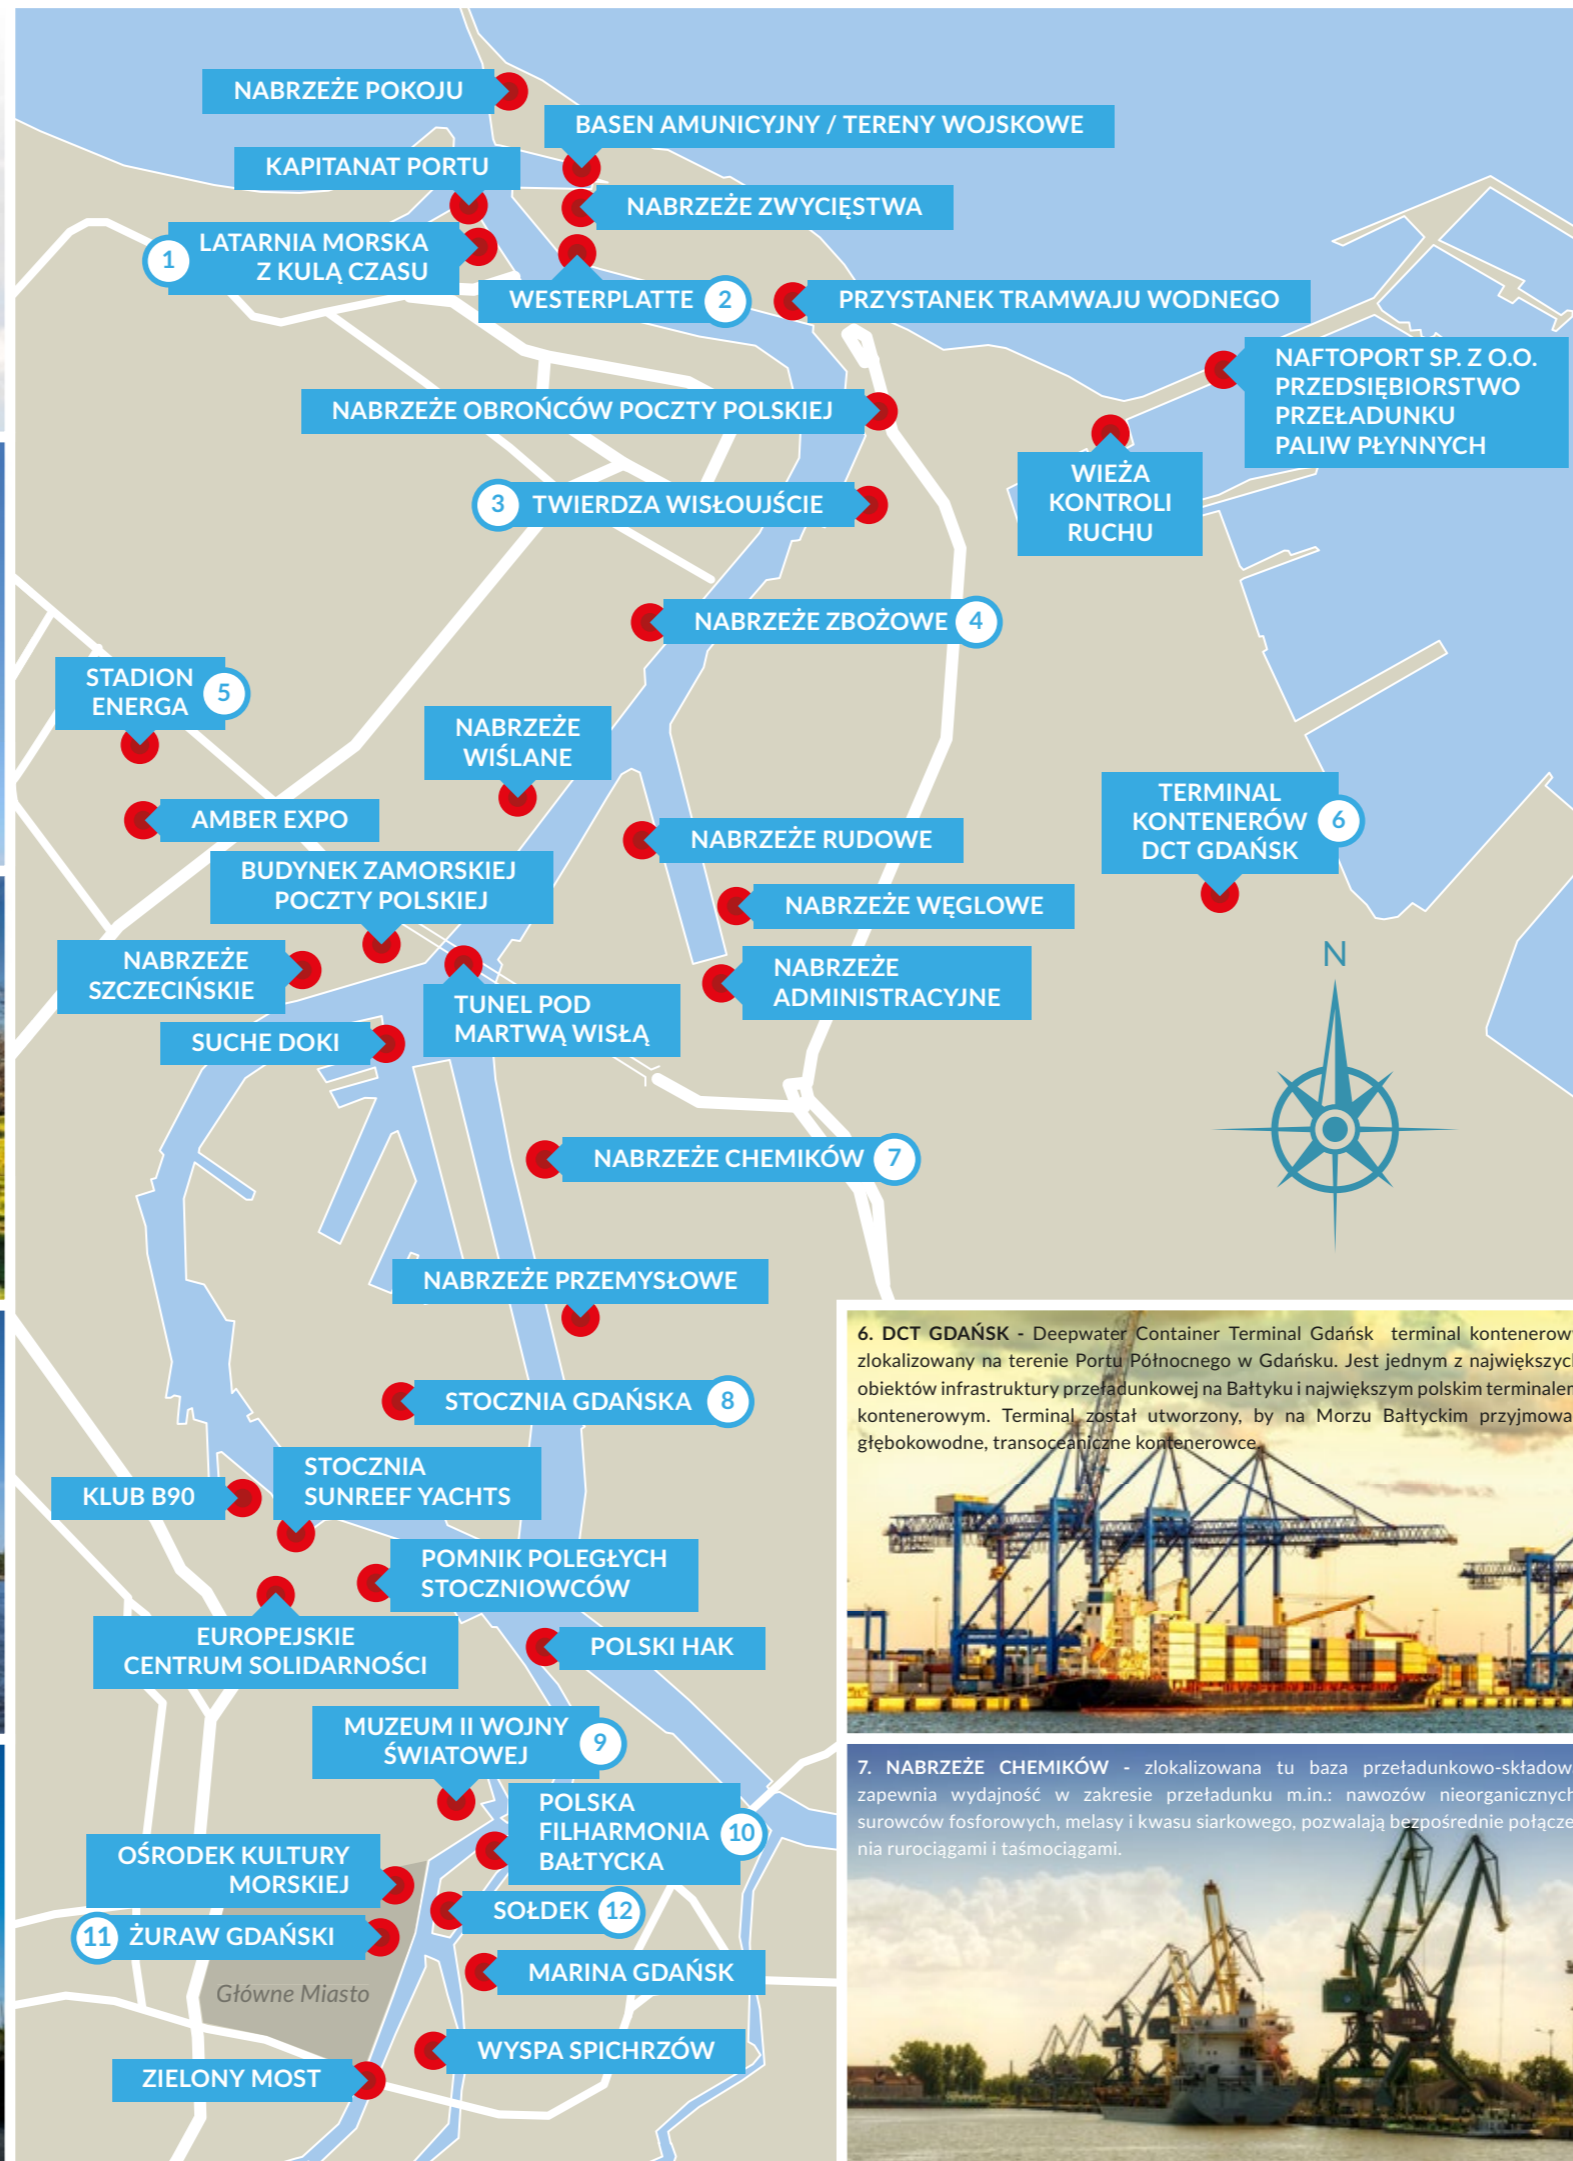 NABRZEŻE POKOJU
BASEN AMUNICYJNY / TERENY WOJSKOWE
KAPITANAT PORTU
NABRZEŻE ZWYCIĘSTWA
1
LATARNIA MORSKA
Z KULĄ CZASU
WESTERPLATTE 2
PRZYSTANEK TRAMWAJU WODNEGO
NAFTOPORT SP. Z O.O.
PRZEDSIĘBIORSTWO
PRZEŁADUNKU
PALIW PŁYNNYCH
NABRZEŻE OBROŃCÓW POCZTY POLSKIEJ
WIEŻA
KONTROLI
RUCHU
3 TWIERDZA WISŁOUJŚCIE
NABRZEŻE ZBOŻOWE 4
STADION
ENERGA
5
NABRZEŻE
WIŚLANE
AMBER EXPO
TERMINAL
KONTENERÓW
DCT GDAŃSK
6
NABRZEŻE RUDOWE
BUDYNEK ZAMORSKIEJ
POCZTY POLSKIEJ
NABRZEŻE WĘGLOWE
NABRZEŻE
SZCZECIŃSKIE
NABRZEŻE
ADMINISTRACYJNE
N
TUNEL POD
MARTWĄ WISŁĄ
SUCHE DOKI
NABRZEŻE CHEMIKÓW 7
NABRZEŻE PRZEMYSŁOWE
STOCZNIA GDAŃSKA 8
STOCZNIA
SUNREEF YACHTS
KLUB B90
POMNIK POLEGŁYCH
STOCZNIOWCÓW
EUROPEJSKIE
CENTRUM SOLIDARNOŚCI
POLSKI HAK
MUZEUM II WOJNY
ŚWIATOWEJ
9
POLSKA
FILHARMONIA
BAŁTYCKA
10
OŚRODEK KULTURY
MORSKIEJ
SOŁDEK 12
11 ŻURAW GDAŃSKI
MARINA GDAŃSK
Główne Miasto
WYSPA SPICHRZÓW
ZIELONY MOST
6. DCT GDAŃSK - Deepwater Container Terminal Gdańsk terminal kontenerow
zlokalizowany na terenie Portu Północnego w Gdańsku. Jest jednym z największyc
obiektów infrastruktury przeładunkowej na Bałtyku i największym polskim terminalem
kontenerowym. Terminal został utworzony, by na Morzu Bałtyckim przyjmowa
głębokowodne, transoceaniczne kontenerowce.
7. NABRZEŻE CHEMIKÓW - zlokalizowana tu baza przeładunkowo-składow
zapewnia wydajność w zakresie przeładunku m.in.: nawozów nieorganicznych
surowców fosforowych, melasy i kwasu siarkowego, pozwalają bezpośrednie połącze
nia rurociągami i taśmociągami.